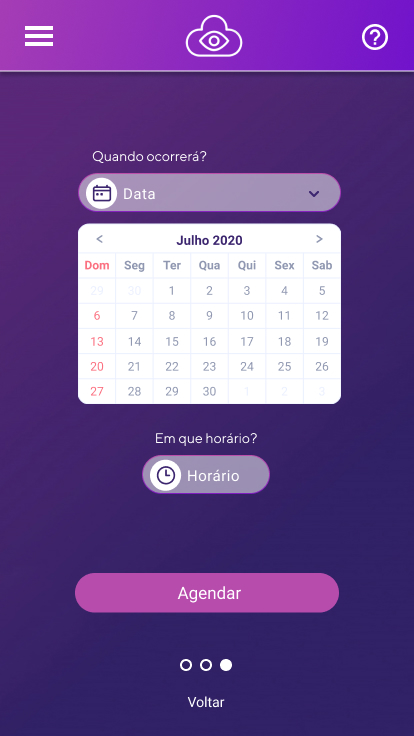 Quando ocorrerá?
Data
< Julho 2020 >
Dom Seg Ter Qua Qui Sex Sab
29 30 1 2 3 4 5
6 7 8 9 10 11 12
13 14 15 16 17 18 19
20 21 22 23 24 25 26
27 28 29 30 1 2 3
Em que horário?
Horário
Agendar
Voltar